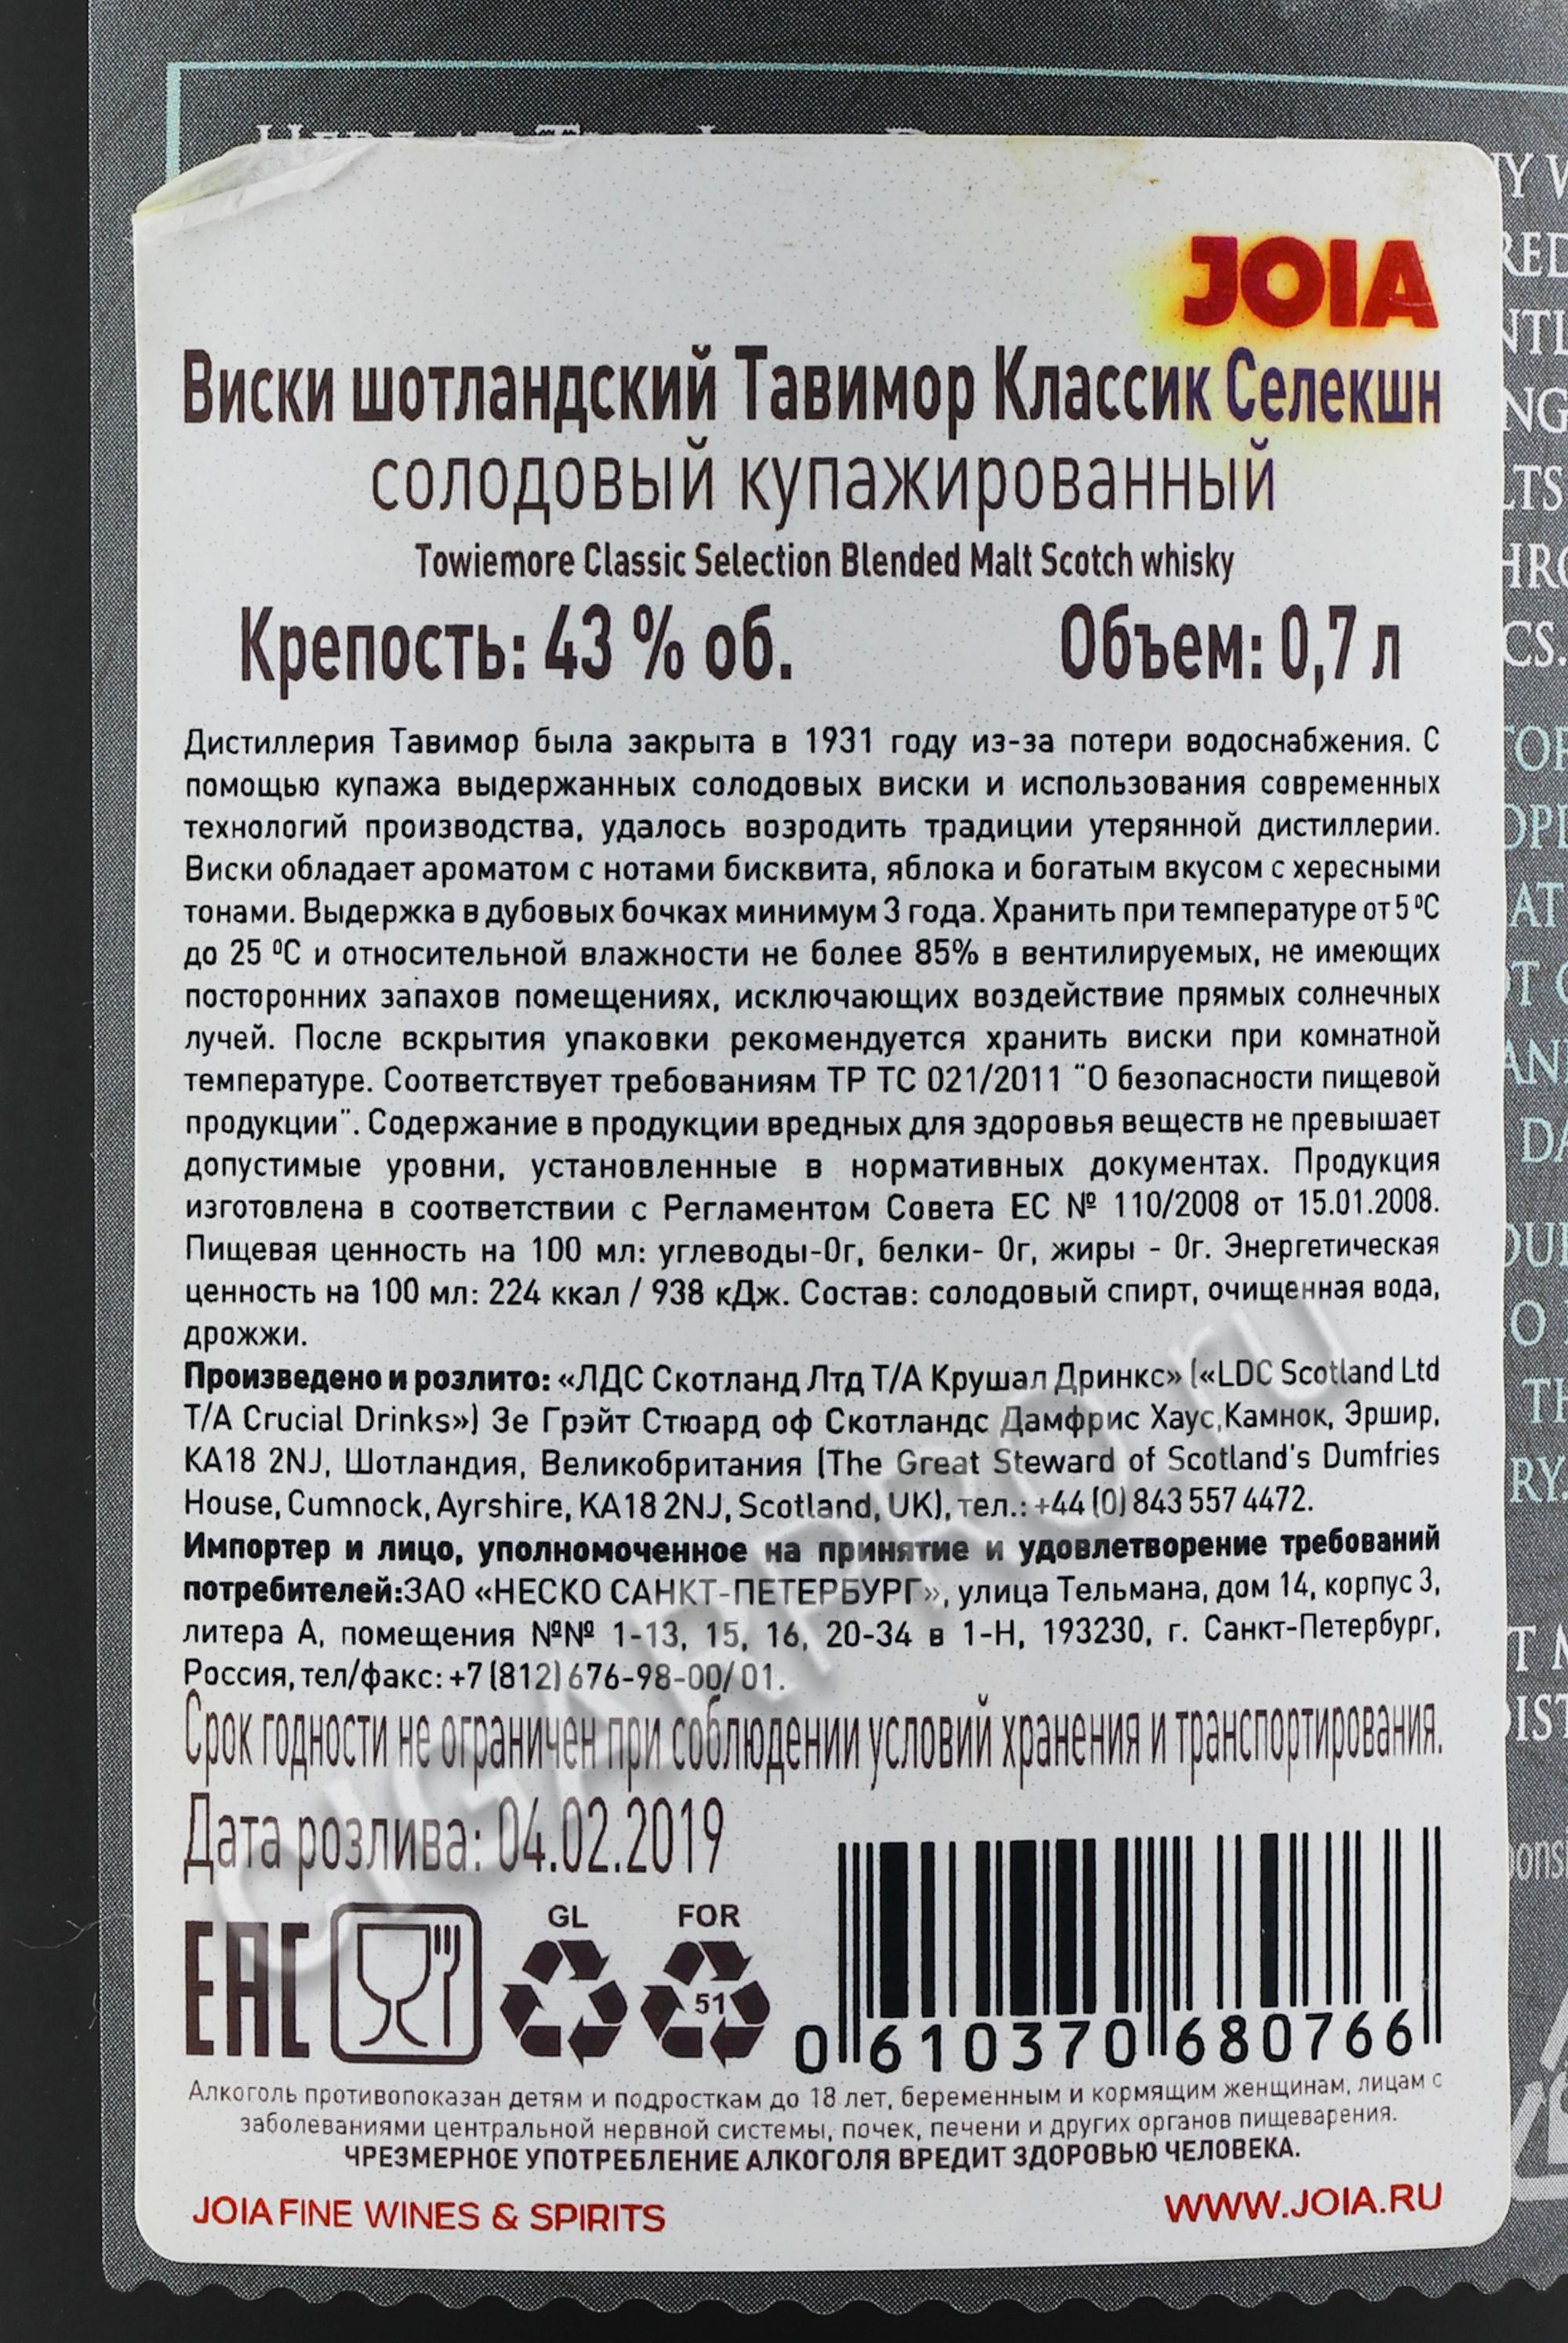 JOIA
Виски шотландский Тавимор Классик Селекшн
солодовый купажированный
Towiemore Classic Selection Blended Malt Scotch whisky
Крепость: 43 % об. Объем: 0,7 л
Дистиллерия Тавимор была закрыта в 1931 году из-за потери водоснабжения. С
помощью купажа выдержанных солодовых виски и использования современных
технологий производства, удалось возродить традиции утерянной дистиллерии.
Виски обладает ароматом с нотами бисквита, яблока и богатым вкусом с хересными
тонами. Выдержка в дубовых бочках минимум 3 года. Хранить при температуре от 5 ºС
до 25 ºС и относительной влажности не более 85% в вентилируемых, не имеющих
посторонних запахов помещениях, исключающих воздействие прямых солнечных
лучей. После вскрытия упаковки рекомендуется хранить виски при комнатной
температуре. Соответствует требованиям ТР ТС 021/2011 "О безопасности пищевой
продукции". Содержание в продукции вредных для здоровья веществ не превышает
допустимые уровни, установленные в нормативных документах. Продукция
изготовлена в соответствии с Регламентом Совета ЕС № 110/2008 от 15.01.2008.
Пищевая ценность на 100 мл: углеводы-0г, белки- 0г, жиры - 0г. Энергетическая
ценность на 100 мл: 224 ккал / 938 кДж. Состав: солодовый спирт, очищенная вода,
дрожжи.
Произведено и розлито: «ЛДС Скотланд Лтд Т/А Крушал Дринкс» («LDC Scotland Ltd
T/A Crucial Drinks») Зе Грэйт Стюард оф Скотландс Дамфрис Хаус,Камнок, Эршир,
KA18 2NJ, Шотландия, Великобритания (The Great Steward of Scotland's Dumfries
House, Cumnock, Ayrshire, KA18 2NJ, Scotland, UK), тел.: +44 (0) 843 557 4472.
Импортер и лицо, уполномоченное на принятие и удовлетворение требований
потребителей:ЗАО «НЕСКО САНКТ-ПЕТЕРБУРГ», улица Тельмана, дом 14, корпус 3,
литера А, помещения №№ 1-13, 15, 16, 20-34 в 1-Н, 193230, г. Санкт-Петербург,
Россия, тел/факс: +7 (812) 676-98-00/ 01.
Срок годности не ограничен при соблюдении условий хранения и транспортирования.
Дата розлива: 04.02.2019
EAC
GL FOR
51
0 610370 680766
Алкоголь противопоказан детям и подросткам до 18 лет, беременным и кормящим женщинам, лицам с
заболеваниями центральной нервной системы, почек, печени и других органов пищеварения.
ЧРЕЗМЕРНОЕ УПОТРЕБЛЕНИЕ АЛКОГОЛЯ ВРЕДИТ ЗДОРОВЬЮ ЧЕЛОВЕКА.
JOIA FINE WINES & SPIRITS WWW.JOIA.RU
CIGARPRO.ru